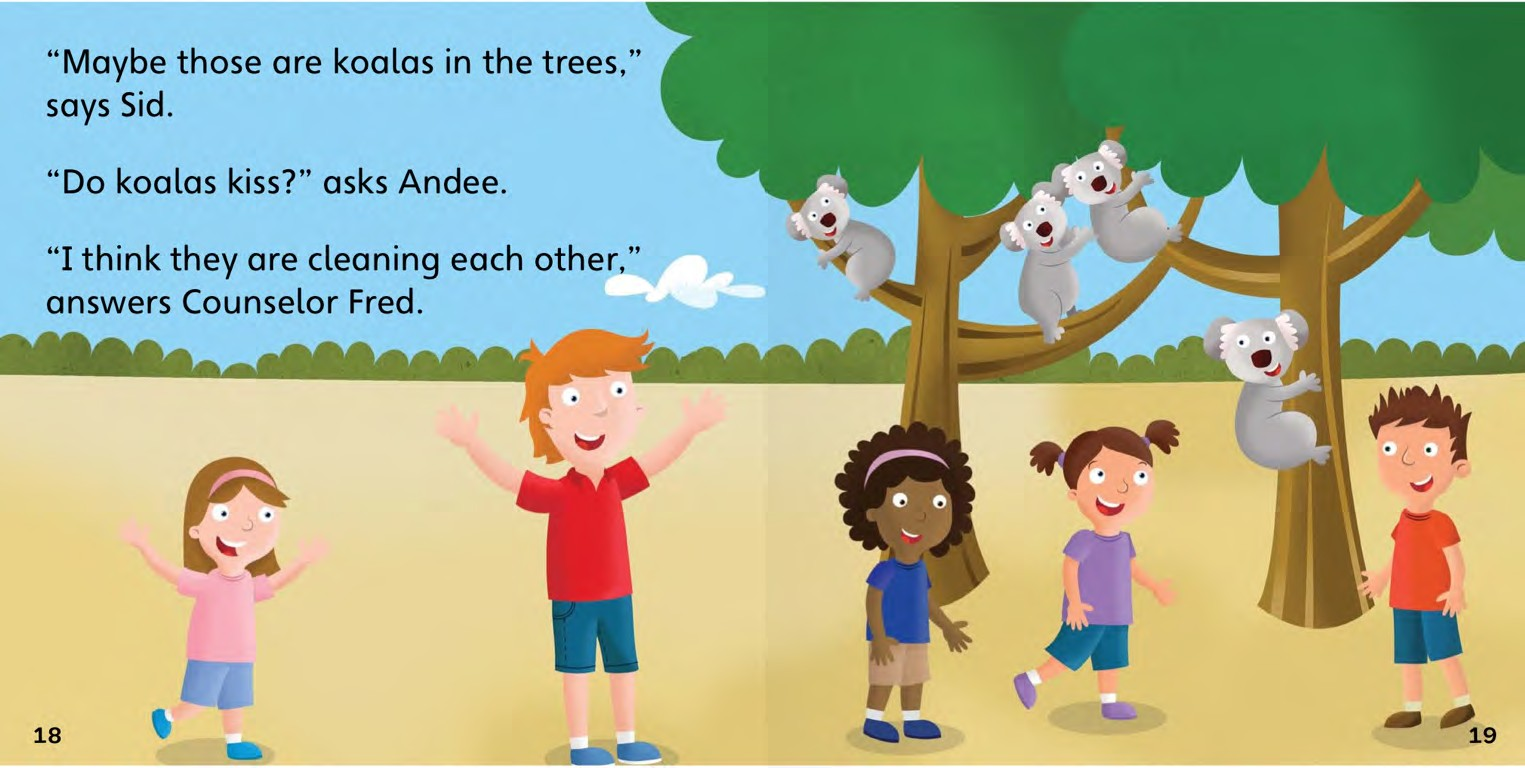 “Maybe those are koalas in the trees,”
says Sid.
“Do koalas kiss?” asks Andee.
“I think they are cleaning each other,”
answers Counselor Fred.
18
19